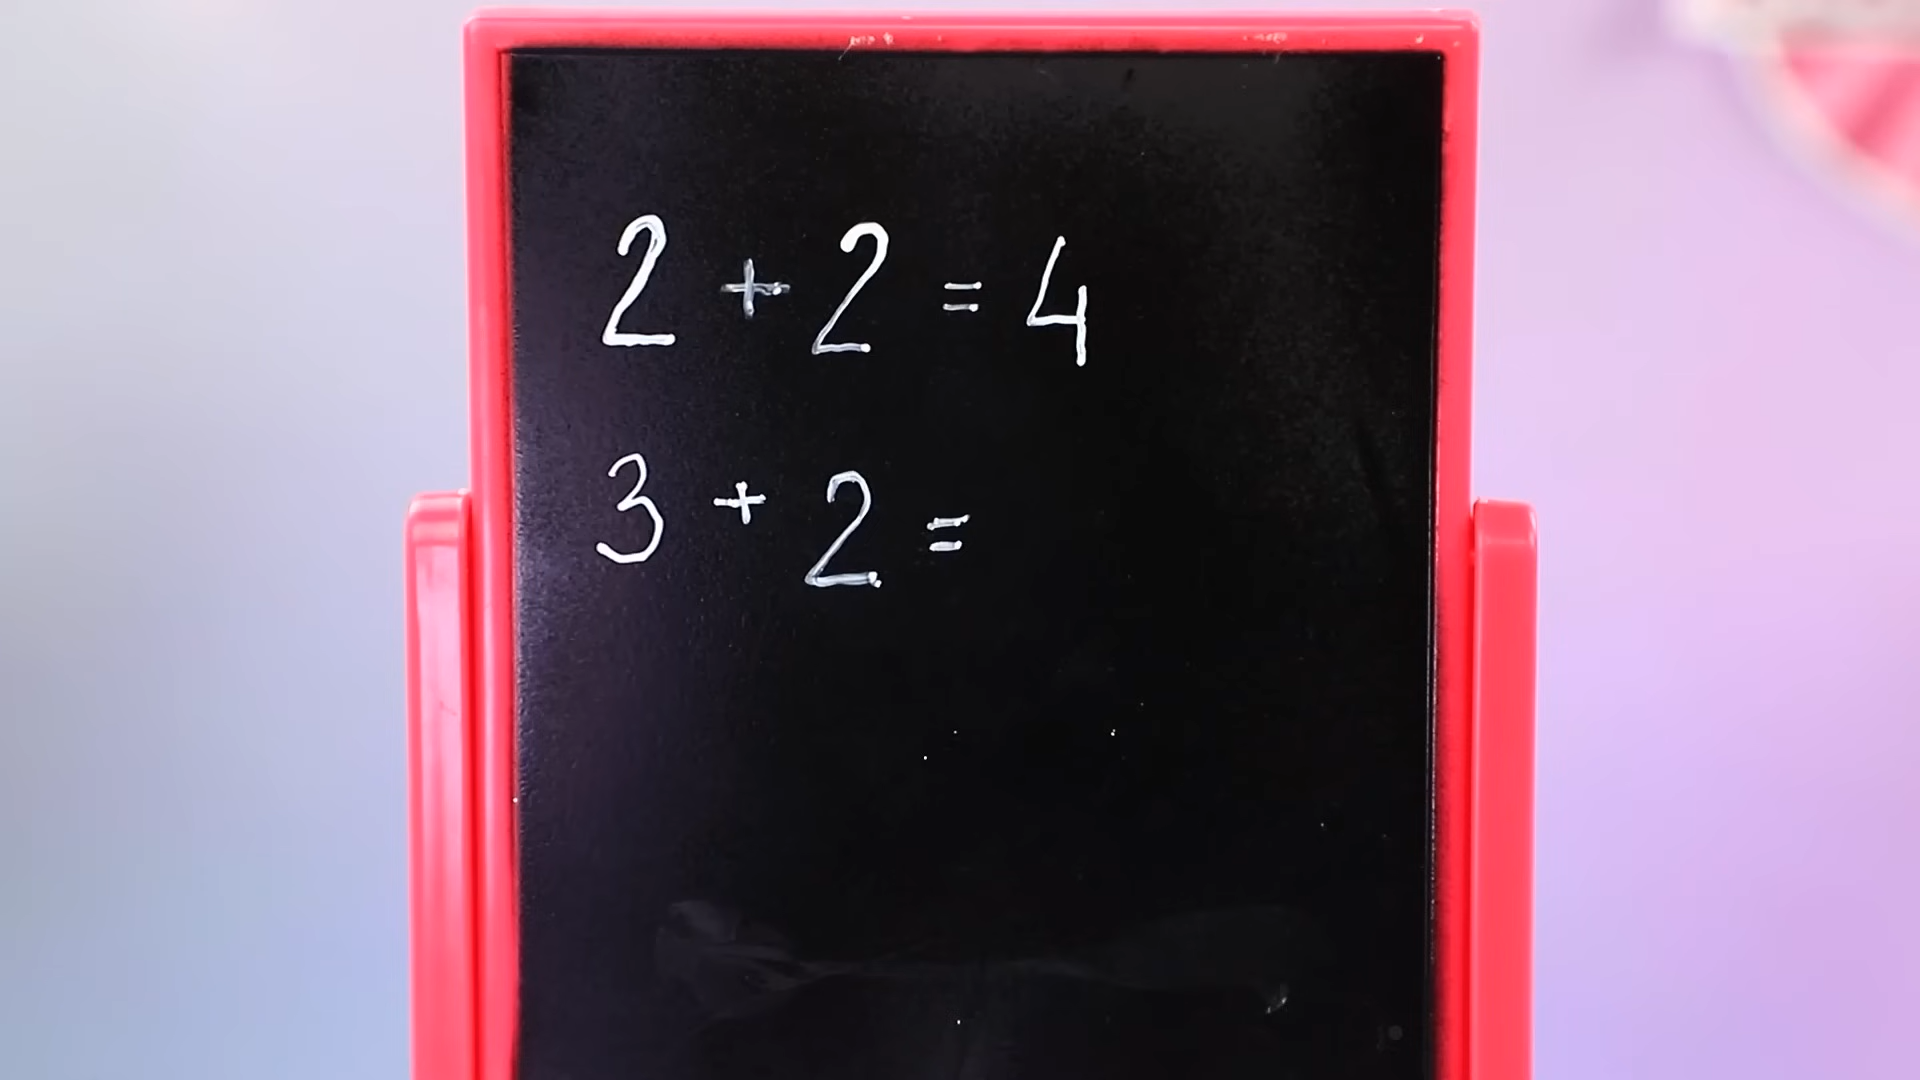 2 + 2 = 4
3 + 2 =